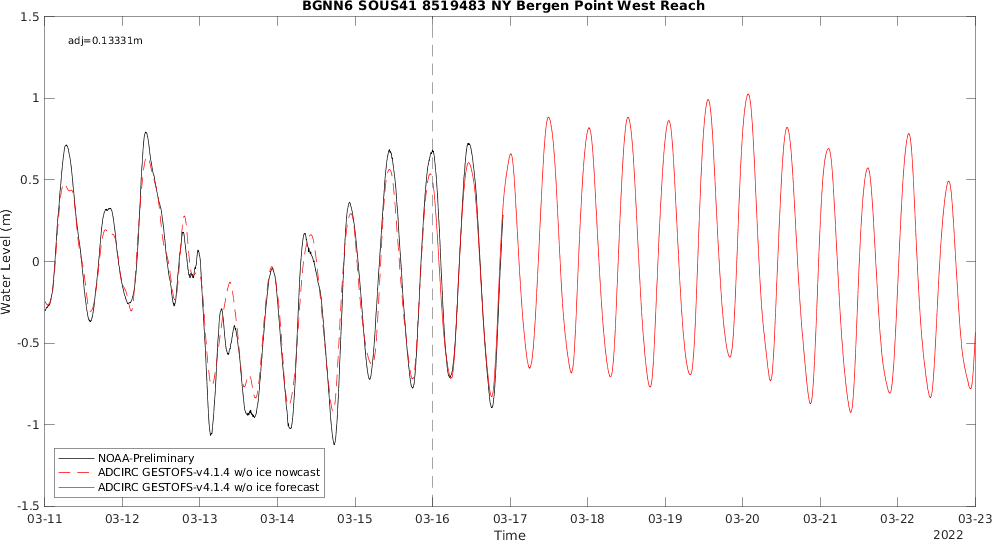 BGNN6 SOUS41 8519483 NY Bergen Point West Reach
1.5
adj=0.13331m
1
0.5
0
-0.5
-1
-1.5
Water Level (m)
NOAA-Preliminary
ADCIRC GESTOFS-v4.1.4 w/o ice nowcast
ADCIRC GESTOFS-v4.1.4 w/o ice forecast
03-11 03-12 03-13 03-14 03-15 03-16 03-17 03-18 03-19 03-20 03-21 03-22 03-23
Time
2022